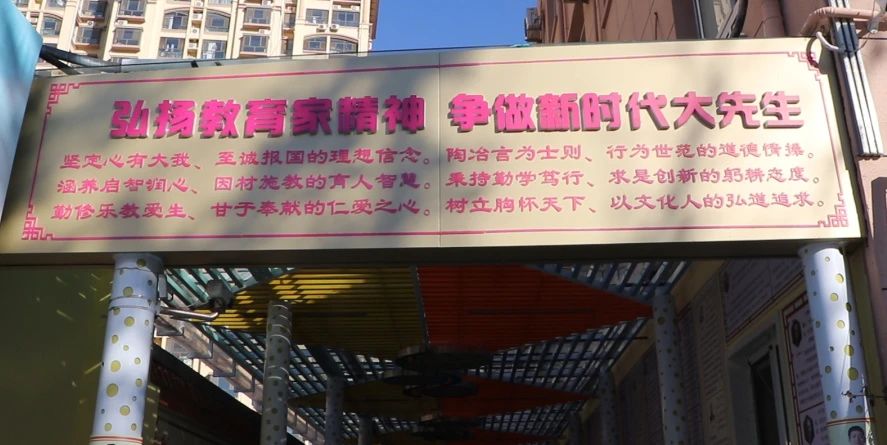 弘扬教育家精神 争做新时代大先生
坚定心有大我、至诚报国的理想信念。陶冶言为士则、行为世范的道德情操。
涵养启智润心、因材施教的育人智慧。秉持勤学笃行、求是创新的躬耕态度。
勤修乐教爱生、甘于奉献的仁爱之心。树立胸怀天下、以文化人的弘道追求。